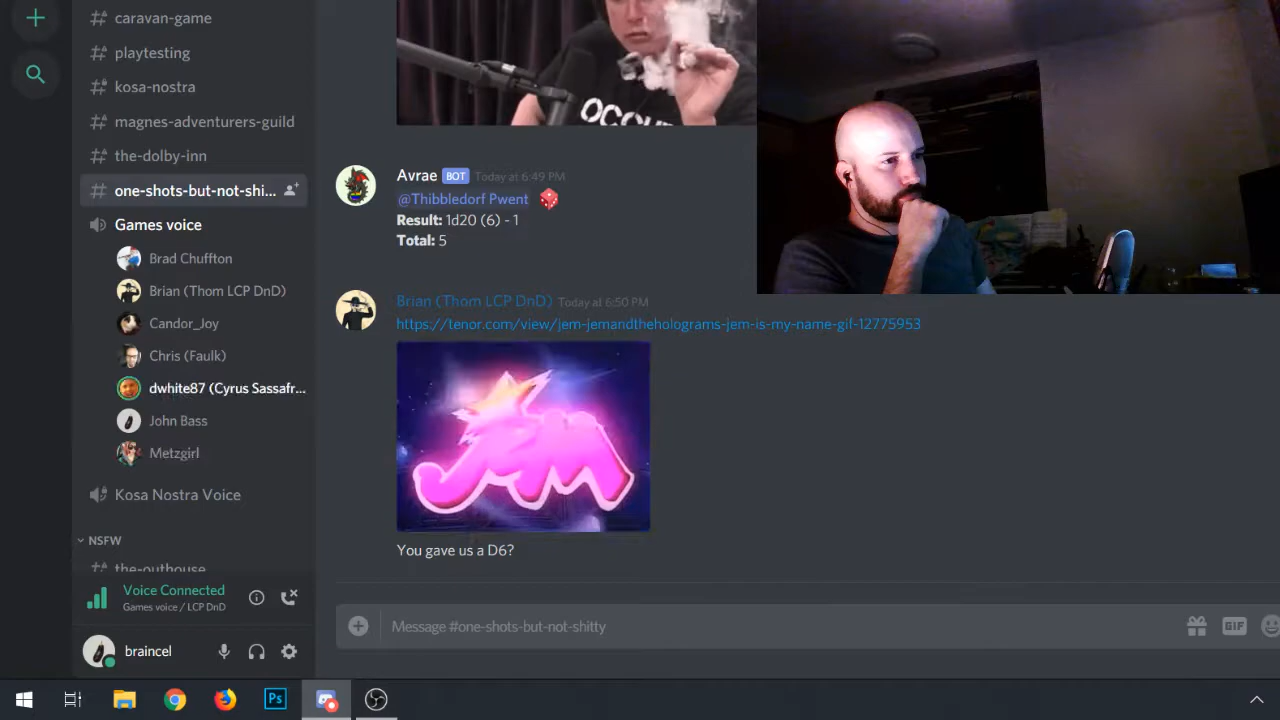 caravan-game
playtesting
kosa-nostra
magnes-adventurers-guild
the-dolby-inn
one-shots-but-not-shi...
Games voice
Brad Chuffton
Brian (Thom LCP DnD)
Candor_Joy
Chris (Faulk)
dwhite87 (Cyrus Sassafr...
John Bass
Metzgirl
Kosa Nostra Voice
NSFW
the-outhouse
Voice Connected
Games voice / LCP DnD
braincel
Avrae BOT Today at 6:49 PM
@Thibbledorf Pwent
Result: 1d20 (6) - 1
Total: 5
Brian (Thom LCP DnD) Today at 6:50 PM
https://tenor.com/view/jem-jemandtheholograms-jem-is-my-name-gif-12775953
JEM
You gave us a D6?
Message #one-shots-but-not-shitty
GIF
Ps